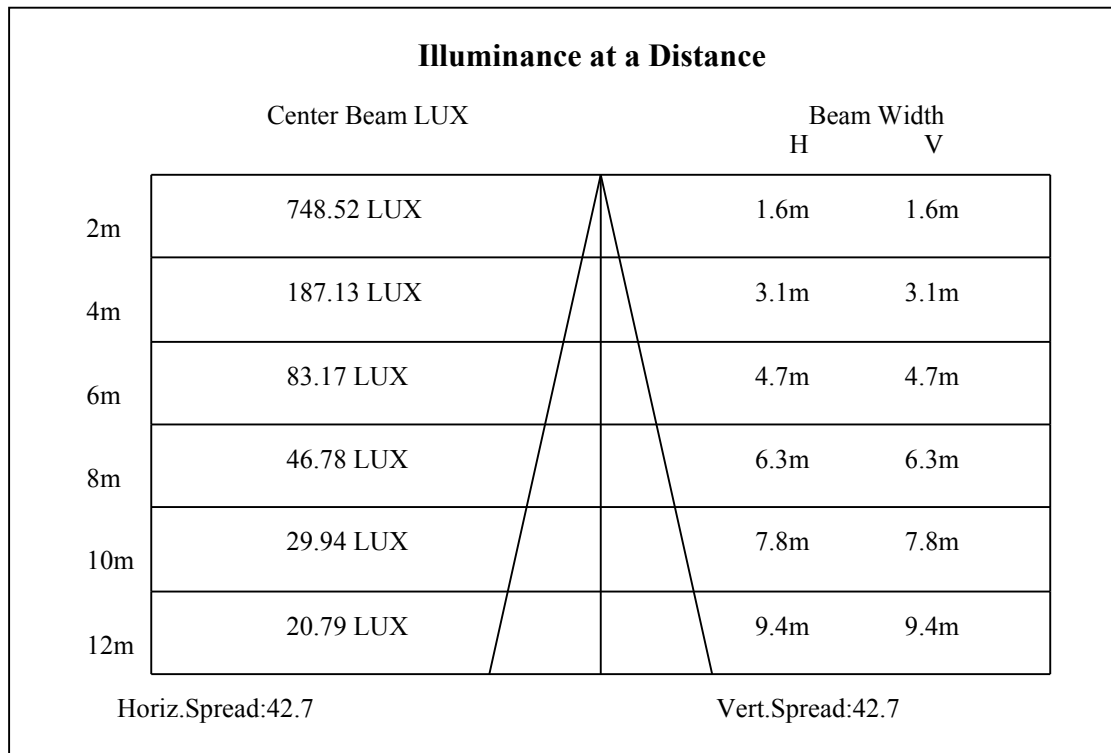 Illuminance at a Distance
Center Beam LUX Beam Width
H V
2m 748.52 LUX 1.6m 1.6m
4m 187.13 LUX 3.1m 3.1m
6m 83.17 LUX 4.7m 4.7m
8m 46.78 LUX 6.3m 6.3m
10m 29.94 LUX 7.8m 7.8m
12m 20.79 LUX 9.4m 9.4m
Horiz.Spread:42.7 Vert.Spread:42.7